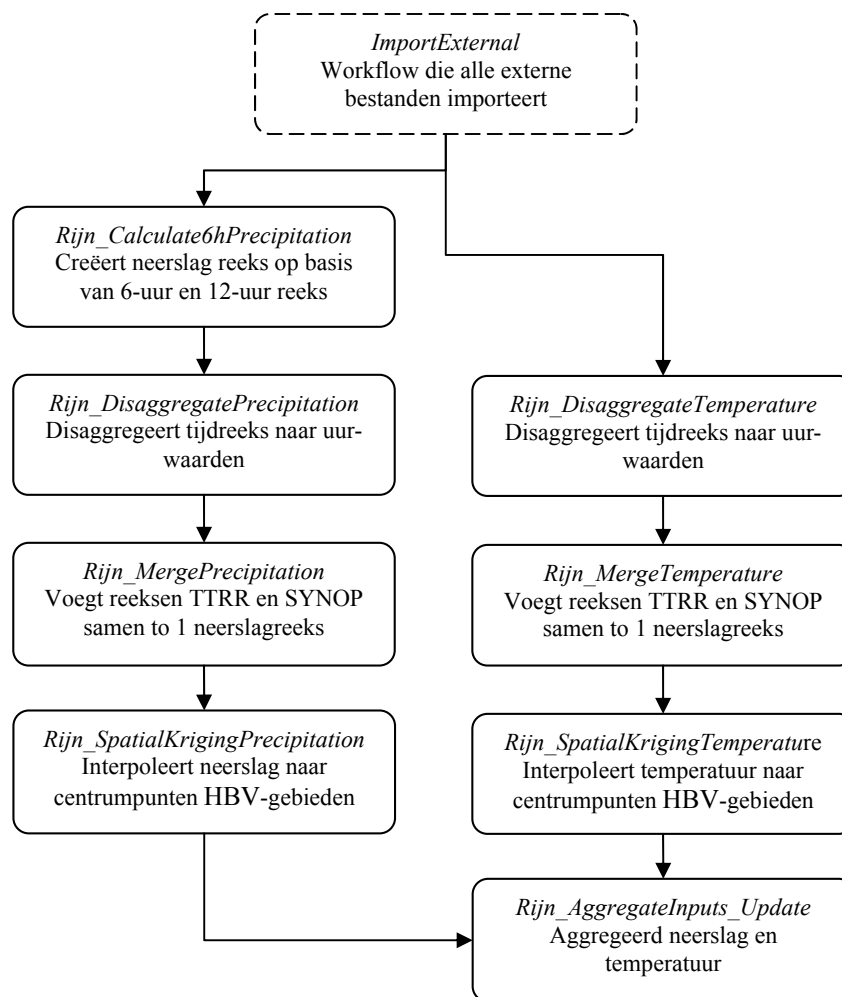 ImportExternal
Workflow die alle externe
bestanden importeert
Rijn_Calculate6hPrecipitation
Creëert neerslag reeks op basis
van 6-uur en 12-uur reeks
Rijn_DisaggregatePrecipitation
Disaggregeert tijdreeks naar uur-
waarden
Rijn_DisaggregateTemperature
Disaggregeert tijdreeks naar uur-
waarden
Rijn_MergePrecipitation
Voegt reeksen TTRR en SYNOP
samen to 1 neerslagreeks
Rijn_MergeTemperature
Voegt reeksen TTRR en SYNOP
samen to 1 neerslagreeks
Rijn_SpatialKrigingPrecipitation
Interpoleert neerslag naar
centrumpunten HBV-gebieden
Rijn_SpatialKrigingTemperature
Interpoleert temperatuur naar
centrumpunten HBV-gebieden
Rijn_AggregateInputs_Update
Aggregeerd neerslag en
temperatuur